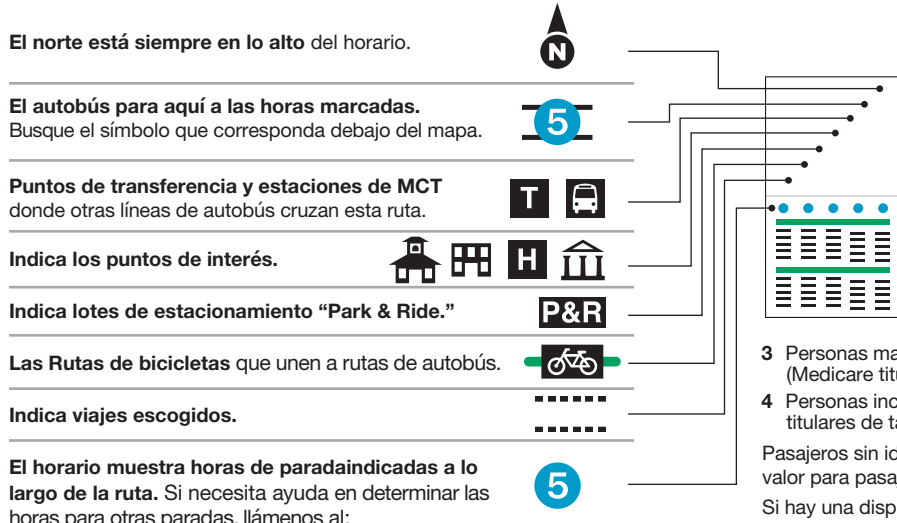 El norte está siempre en lo alto del horario.
N
El autobús para aquí a las horas marcadas.
Busque el símbolo que corresponda debajo del mapa.
5
Puntos de transferencia y estaciones de MCT
donde otras líneas de autobús cruzan esta ruta.
T
Indica los puntos de interés.
H
Indica lotes de estacionamiento “Park & Ride.”
P&R
Las Rutas de bicicletas que unen a rutas de autobús.
Indica viajes escogidos.
El horario muestra horas de paradaindicadas a lo
largo de la ruta. Si necesita ayuda en determinar las
horas para otras paradas, llámenos al:
5
3 Personas ma
(Medicare titu
4 Personas inc
titulares de ta
Pasajeros sin id
valor para pasa
Si hay una disp